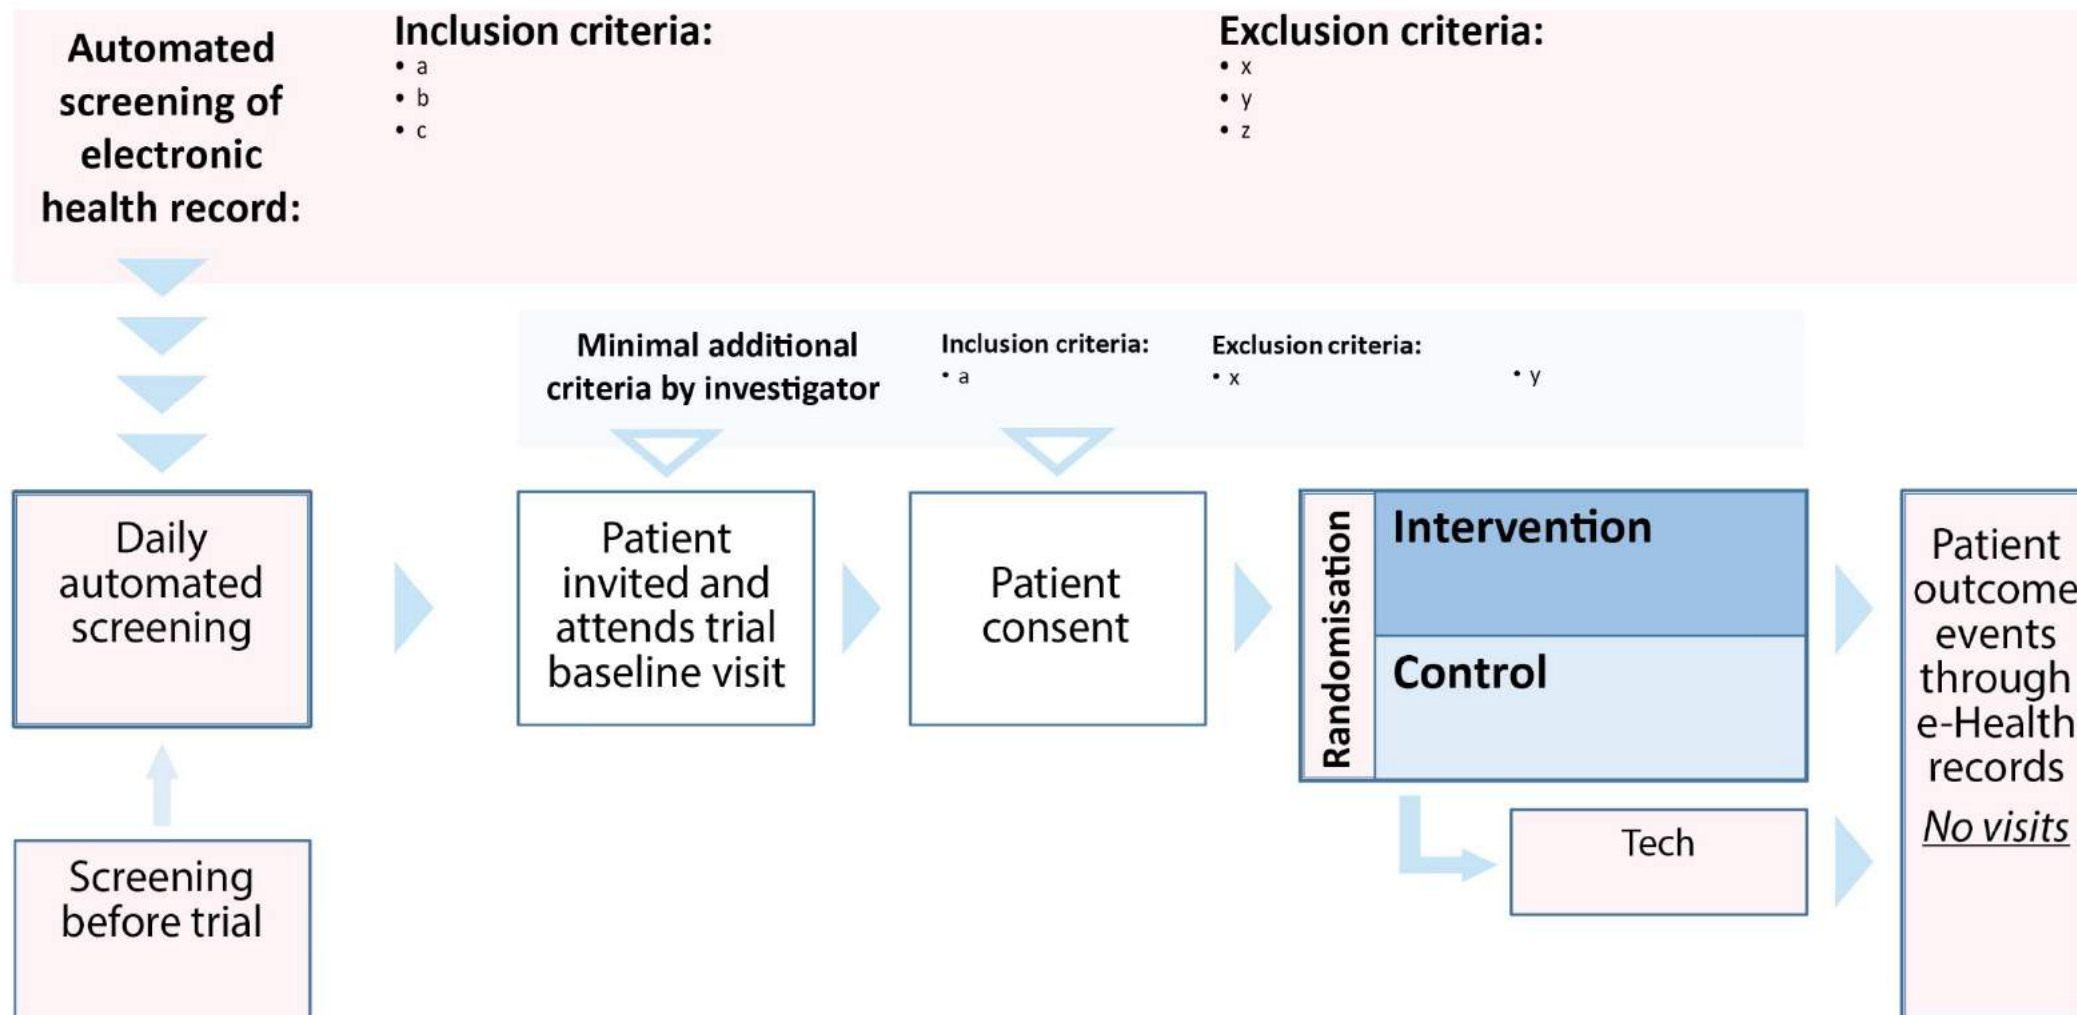 Automated
screening of
electronic
health record:
Inclusion criteria:
• a
• b
• c
Exclusion criteria:
• x
• y
• z
Minimal additional
criteria by investigator
Inclusion criteria:
• a
Exclusion criteria:
• x
• y
Daily
automated
screening
Patient
invited and
attends trial
baseline visit
Patient
consent
Randomisation
Intervention
Control
Patient
outcome
events
through
e-Health
records
No visits
Tech
Screening
before trial